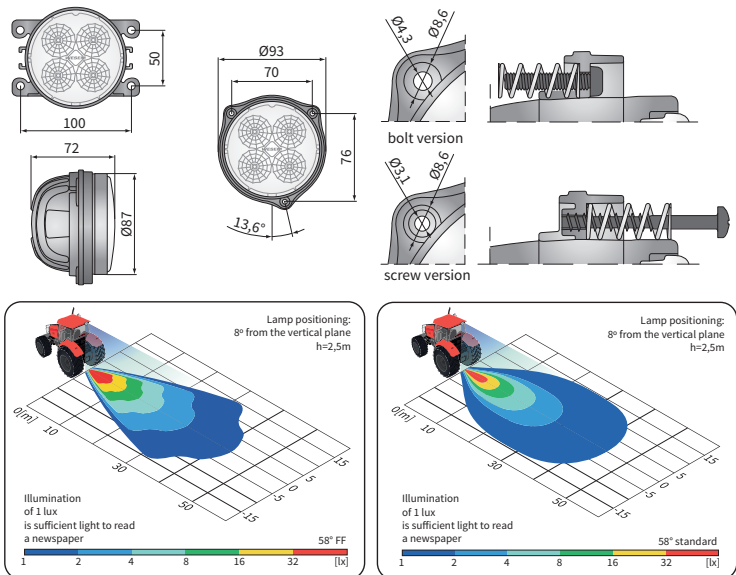 50
100
72
Ø87
Ø93
70
76
13,6°
Ø4,3
Ø8,6
bolt version
Ø3,1
Ø8,6
screw version
Lamp positioning:
8º from the vertical plane
h=2,5m
0[m]
10
30
50
-15
-5
0
5
15
Illumination
of 1 lux
is sufficient light to read
a newspaper
58° FF
1 2 4 8 16 32 [lx]
Lamp positioning:
8º from the vertical plane
h=2,5m
0[m]
10
30
50
-15
-5
0
5
15
Illumination
of 1 lux
is sufficient light to read
a newspaper
58° standard
1 2 4 8 16 32 [lx]